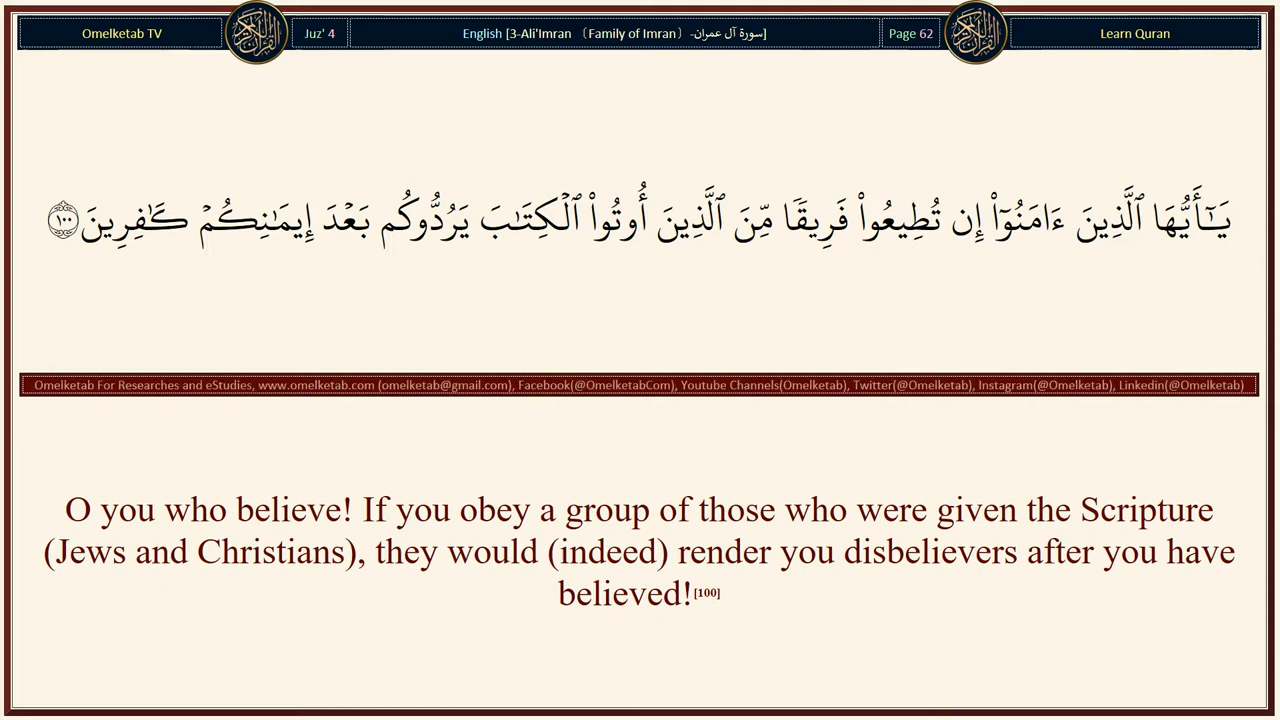 Omelketab TV
Juz' 4
English [3-Ali'Imran （Family of Imran）-سورة آل عمران]
Page 62
Learn Quran
يَـٰٓأَيُّهَا ٱلَّذِينَ ءَامَنُوٓا۟ إِن تُطِيعُوا۟ فَرِيقًا مِّنَ ٱلَّذِينَ أُوتُوا۟ ٱلْكِتَـٰبَ يَرُدُّوكُم بَعْدَ إِيمَـٰنِكُمْ كَـٰفِرِينَ ١٠٠
Omelketab For Researches and eStudies, www.omelketab.com (omelketab@gmail.com), Facebook(@OmelketabCom), Youtube Channels(Omelketab), Twitter(@Omelketab), Instagram(@Omelketab), Linkedin(@Omelketab)
O you who believe! If you obey a group of those who were given the Scripture
(Jews and Christians), they would (indeed) render you disbelievers after you have
believed![100]